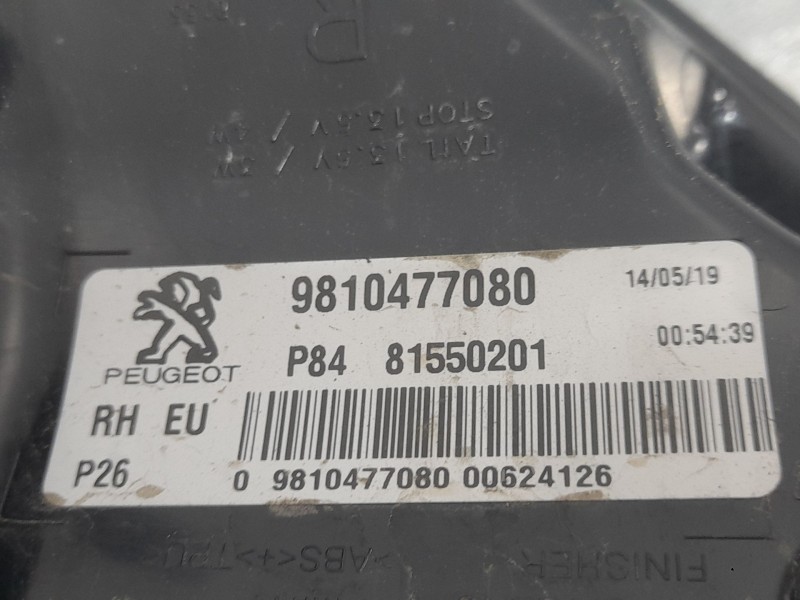 R
TAIL 13.5V / 3W
STOP 13.5V / 4W
9810477080 14/05/19
PEUGEOT P84 81550201 00:54:39
RH EU
P26 0 9810477080 00624126
FINISHER >ABS<+>TPU<